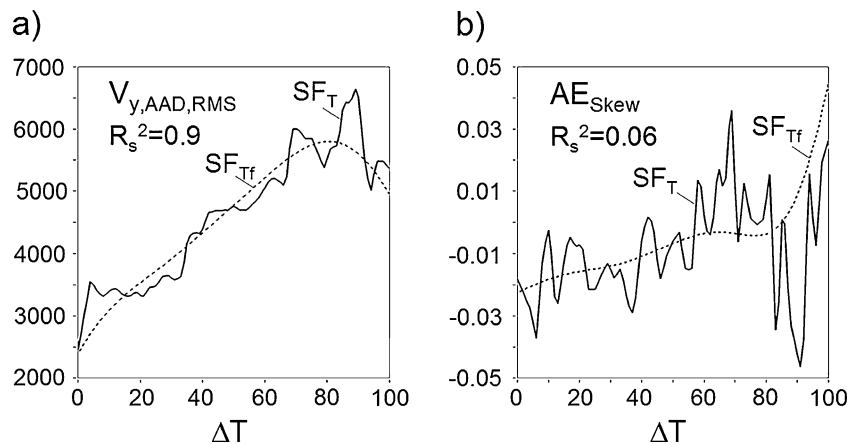 a)
7000
6000
5000
4000
3000
2000
V_y,AAD,RMS
R_s²=0.9
SF_T
SF_Tf
0 20 40 60 80 100
ΔT
b)
0.05
0.03
0.01
-0.01
-0.03
-0.05
AE_Skew
R_s²=0.06
SF_Tf
SF_T
0 20 40 60 80 100
ΔT